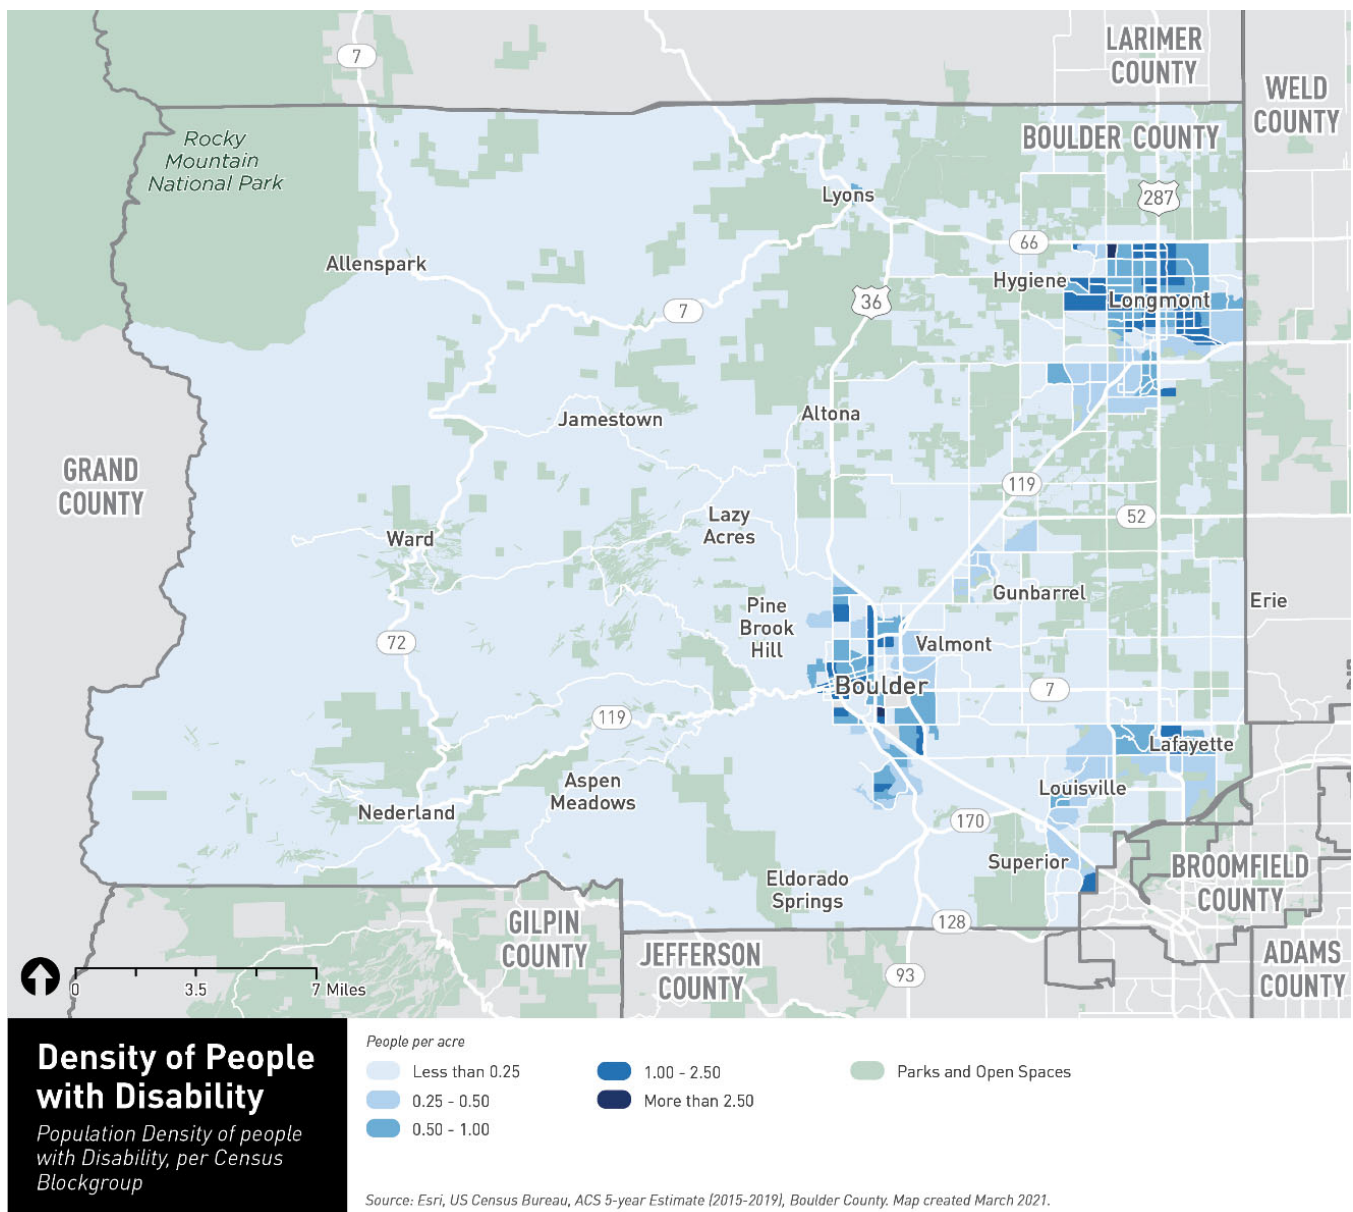 7
LARIMER
COUNTY
WELD
COUNTY
Rocky
Mountain
National Park
BOULDER COUNTY
Lyons
287
66
Allenspark
Hygiene
36
Longmont
7
Jamestown
Altona
GRAND
COUNTY
119
52
Lazy
Acres
Ward
Gunbarrel
Erie
Pine
Brook
Hill
72
Valmont
Boulder
7
119
Lafayette
Aspen
Meadows
Louisville
Nederland
170
Superior
BROOMFIELD
COUNTY
Eldorado
Springs
GILPIN
COUNTY
128
JEFFERSON
COUNTY
ADAMS
COUNTY
93
0 3.5 7 Miles
Density of People
with Disability
Population Density of people
with Disability, per Census
Blockgroup
People per acre
Less than 0.25
0.25 - 0.50
0.50 - 1.00
1.00 - 2.50
More than 2.50
Parks and Open Spaces
Source: Esri, US Census Bureau, ACS 5-year Estimate (2015-2019), Boulder County. Map created March 2021.